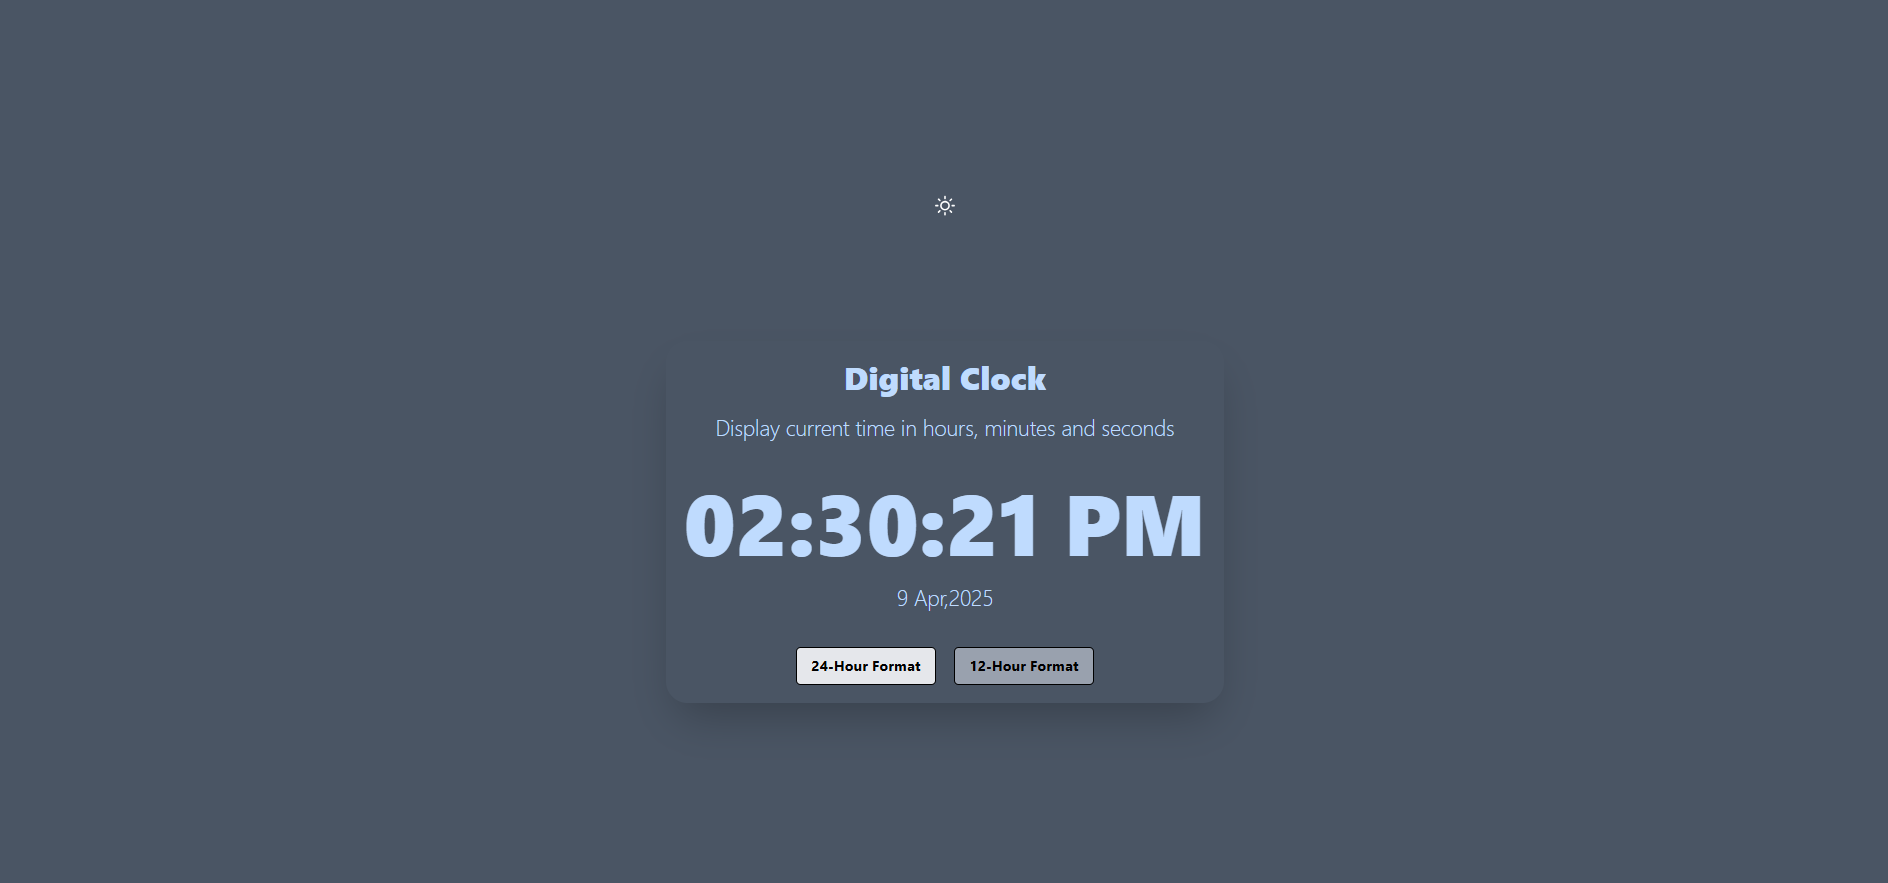 Digital Clock
Display current time in hours, minutes and seconds
02:30:21 PM
9 Apr,2025
24-Hour Format 12-Hour Format